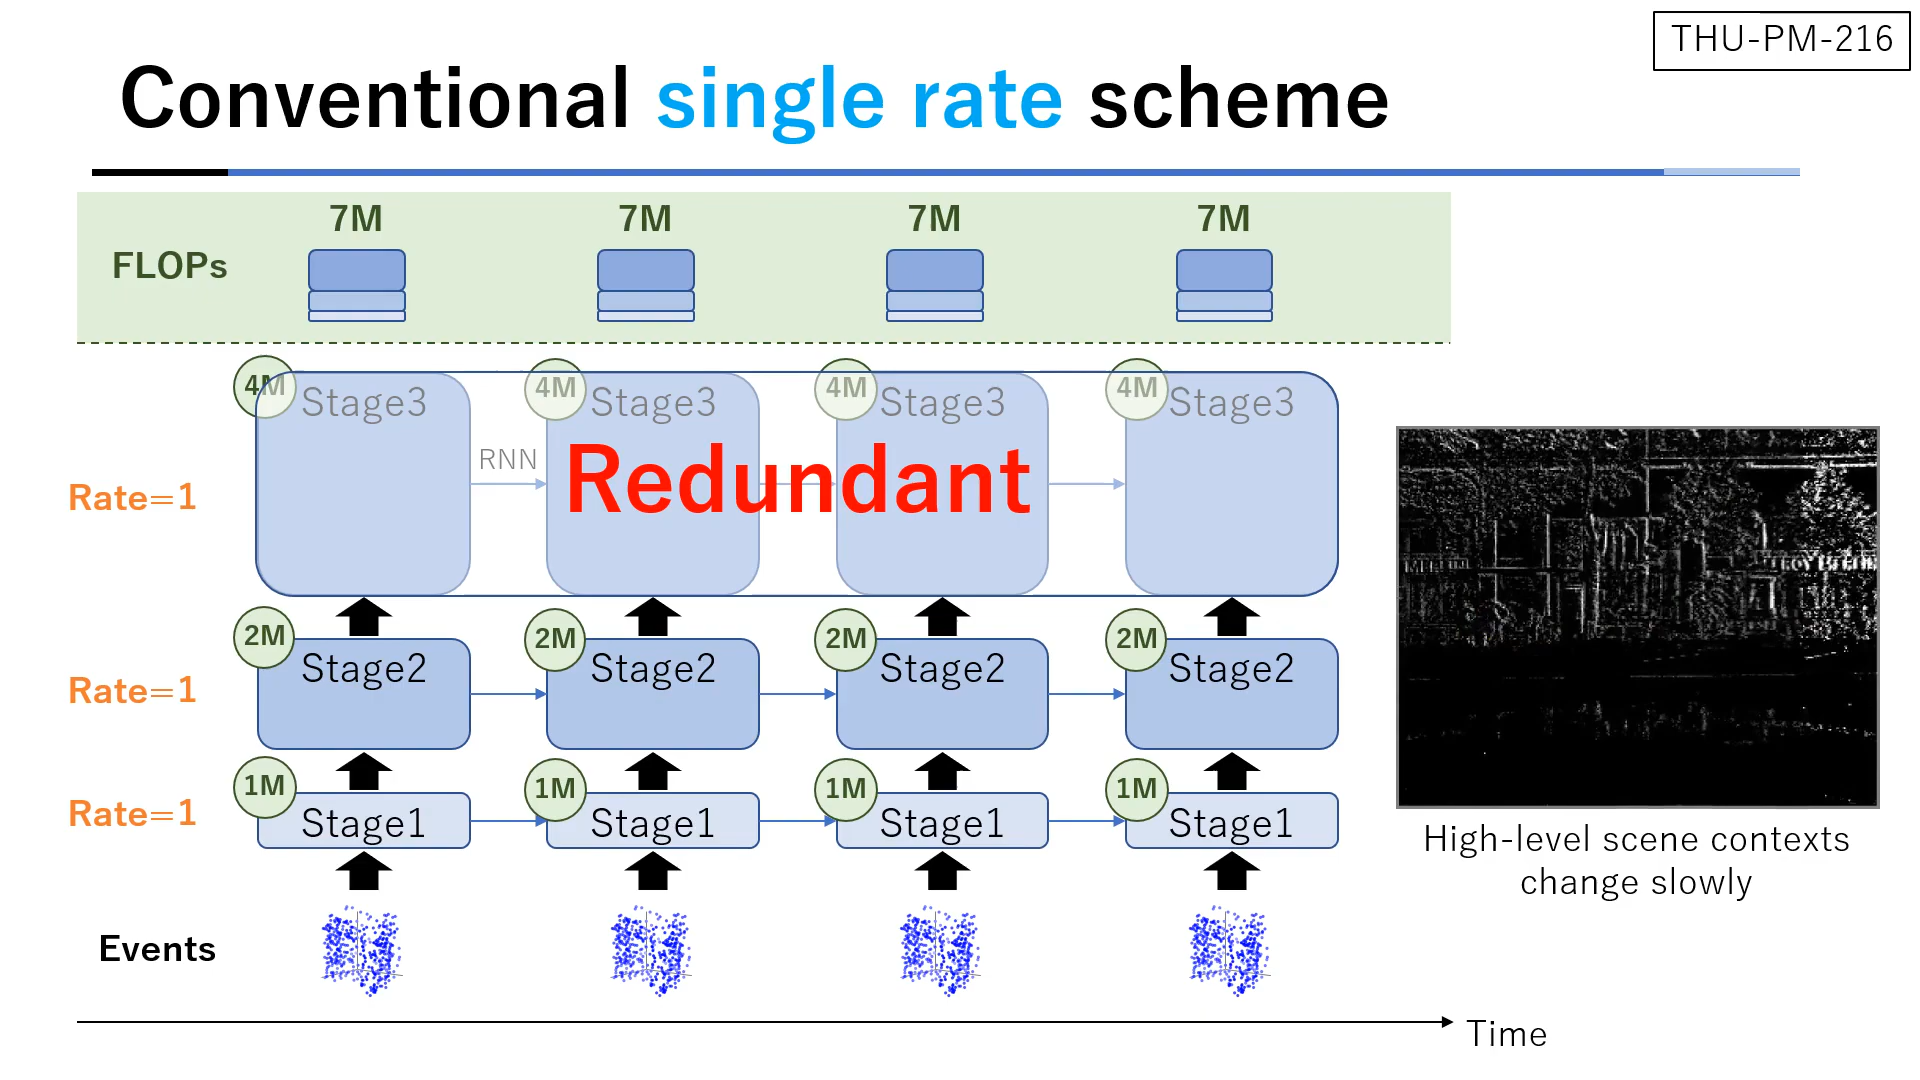 THU-PM-216
Conventional single rate scheme
FLOPs
7M
7M
7M
7M
Rate=1
4M
Stage3
RNN
4M
Stage3
4M
Stage3
4M
Stage3
Redundant
Rate=1
2M
Stage2
2M
Stage2
2M
Stage2
2M
Stage2
Rate=1
1M
Stage1
1M
Stage1
1M
Stage1
1M
Stage1
Events
Time
High-level scene contexts
change slowly